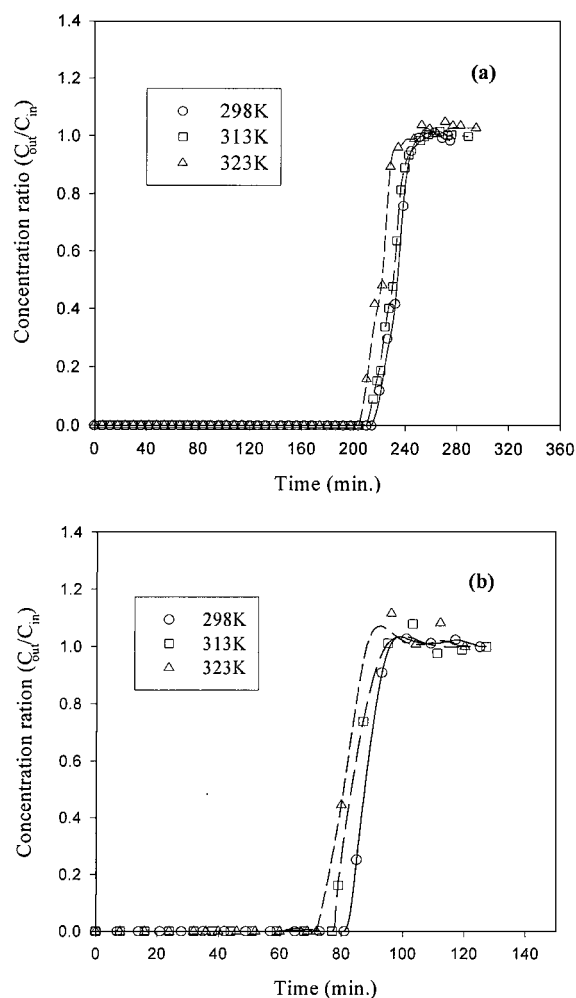 1.4
1.2
1.0
0.8
0.6
0.4
0.2
0.0
Concentration ratio (C_out/C_in)
(a)
298K
313K
323K
0 40 80 120 160 200 240 280 320 360
Time (min.)
1.4
1.2
1.0
0.8
0.6
0.4
0.2
0.0
Concentration ration (C_out/C_in)
(b)
298K
313K
323K
0 20 40 60 80 100 120 140
Time (min.)